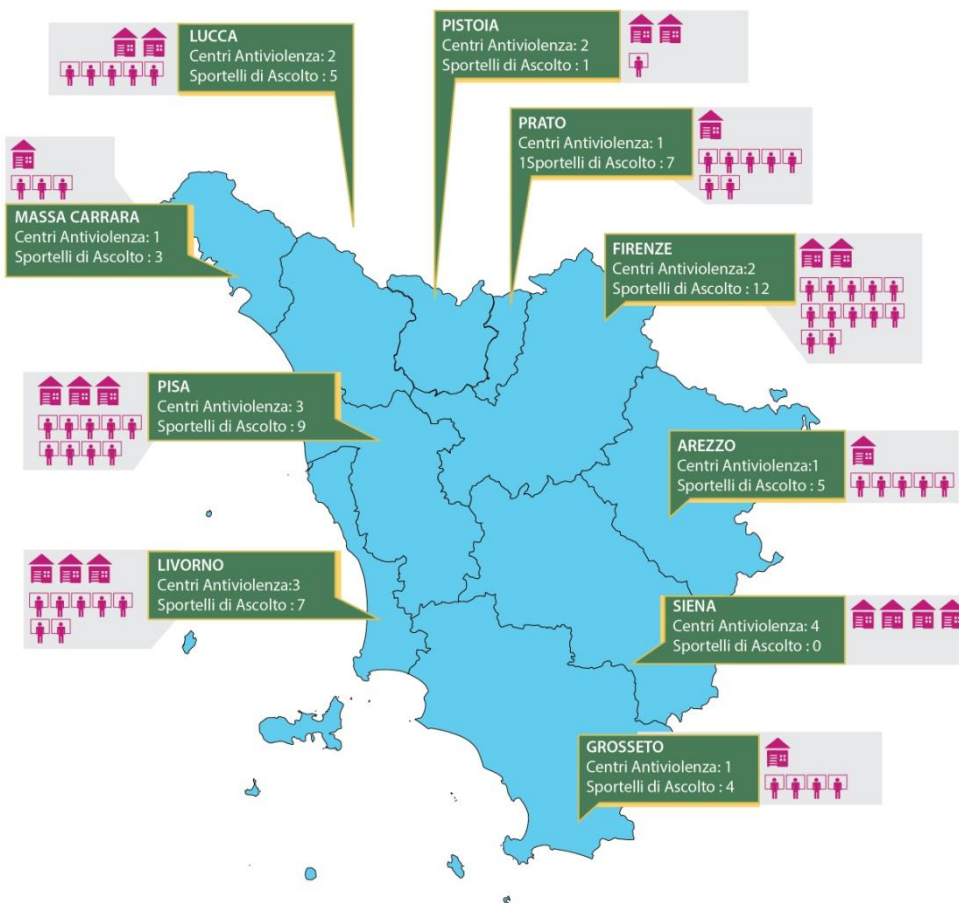 LUCCA
Centri Antiviolenza: 2
Sportelli di Ascolto : 5
PISTOIA
Centri Antiviolenza: 2
Sportelli di Ascolto : 1
PRATO
Centri Antiviolenza: 1
1Sportelli di Ascolto : 7
MASSA CARRARA
Centri Antiviolenza: 1
Sportelli di Ascolto : 3
FIRENZE
Centri Antiviolenza:2
Sportelli di Ascolto : 12
PISA
Centri Antiviolenza: 3
Sportelli di Ascolto : 9
AREZZO
Centri Antiviolenza:1
Sportelli di Ascolto : 5
LIVORNO
Centri Antiviolenza:3
Sportelli di Ascolto : 7
SIENA
Centri Antiviolenza: 4
Sportelli di Ascolto : 0
GROSSETO
Centri Antiviolenza: 1
Sportelli di Ascolto : 4